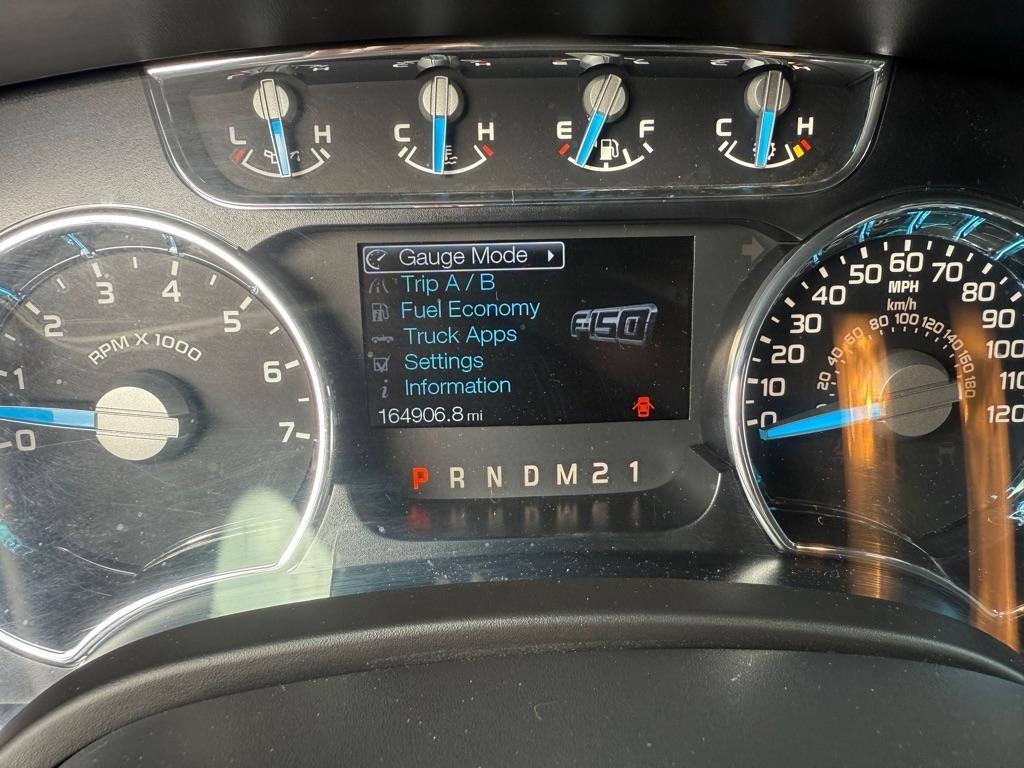 L H C H E F C H
1 2 3 4 5 6 7 0
RPM X 1000
Gauge Mode
Trip A / B
Fuel Economy
Truck Apps
Settings
Information
164906.8 mi
F-150
P R N D M 2 1
0 10 20 30 40 50 60 70 80 90 100 110 120
MPH
km/h
20 40 60 80 100 120 140 160 180